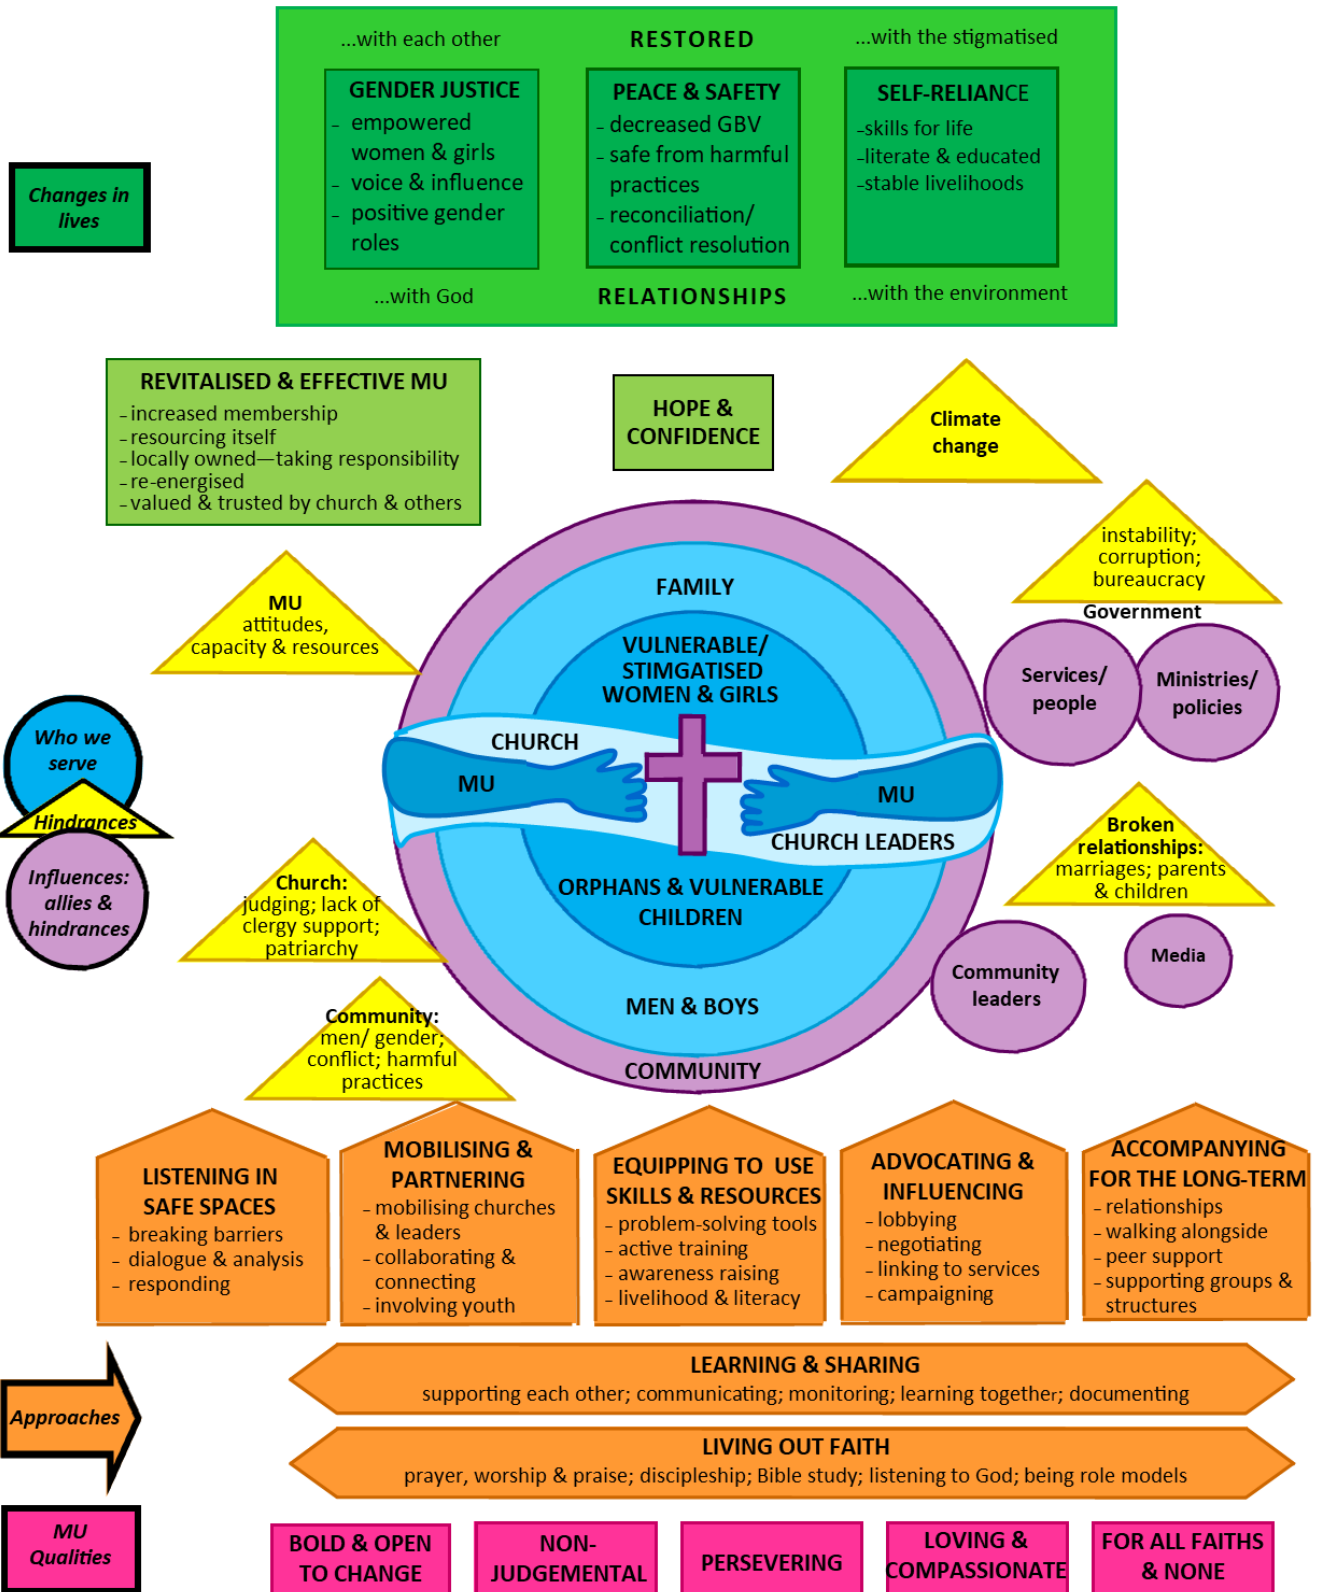 ...with each other
RESTORED
...with the stigmatised
GENDER JUSTICE
- empowered
women & girls
- voice & influence
- positive gender
roles
PEACE & SAFETY
- decreased GBV
- safe from harmful
practices
- reconciliation/
conflict resolution
SELF-RELIANCE
-skills for life
-literate & educated
-stable livelihoods
...with God
RELATIONSHIPS
...with the environment
Changes in
lives
REVITALISED & EFFECTIVE MU
- increased membership
- resourcing itself
- locally owned—taking responsibility
- re-energised
- valued & trusted by church & others
HOPE &
CONFIDENCE
Climate
change
instability;
corruption;
bureaucracy
Government
Services/
people
Ministries/
policies
MU
attitudes,
capacity & resources
FAMILY
VULNERABLE/
STIMGATISED
WOMEN & GIRLS
CHURCH
MU
MU
CHURCH LEADERS
ORPHANS & VULNERABLE
CHILDREN
MEN & BOYS
COMMUNITY
Who we
serve
Hindrances
Influences:
allies &
hindrances
Broken
relationships:
marriages; parents
& children
Church:
judging; lack of
clergy support;
patriarchy
Community
leaders
Media
Community:
men/ gender;
conflict; harmful
practices
LISTENING IN
SAFE SPACES
- breaking barriers
- dialogue & analysis
- responding
MOBILISING &
PARTNERING
- mobilising churches
& leaders
- collaborating &
connecting
- involving youth
EQUIPPING TO USE
SKILLS & RESOURCES
- problem-solving tools
- active training
- awareness raising
- livelihood & literacy
ADVOCATING &
INFLUENCING
- lobbying
- negotiating
- linking to services
- campaigning
ACCOMPANYING
FOR THE LONG-TERM
- relationships
- walking alongside
- peer support
- supporting groups &
structures
Approaches
LEARNING & SHARING
supporting each other; communicating; monitoring; learning together; documenting
LIVING OUT FAITH
prayer, worship & praise; discipleship; Bible study; listening to God; being role models
MU
Qualities
BOLD & OPEN
TO CHANGE
NON-
JUDGEMENTAL
PERSEVERING
LOVING &
COMPASSIONATE
FOR ALL FAITHS
& NONE